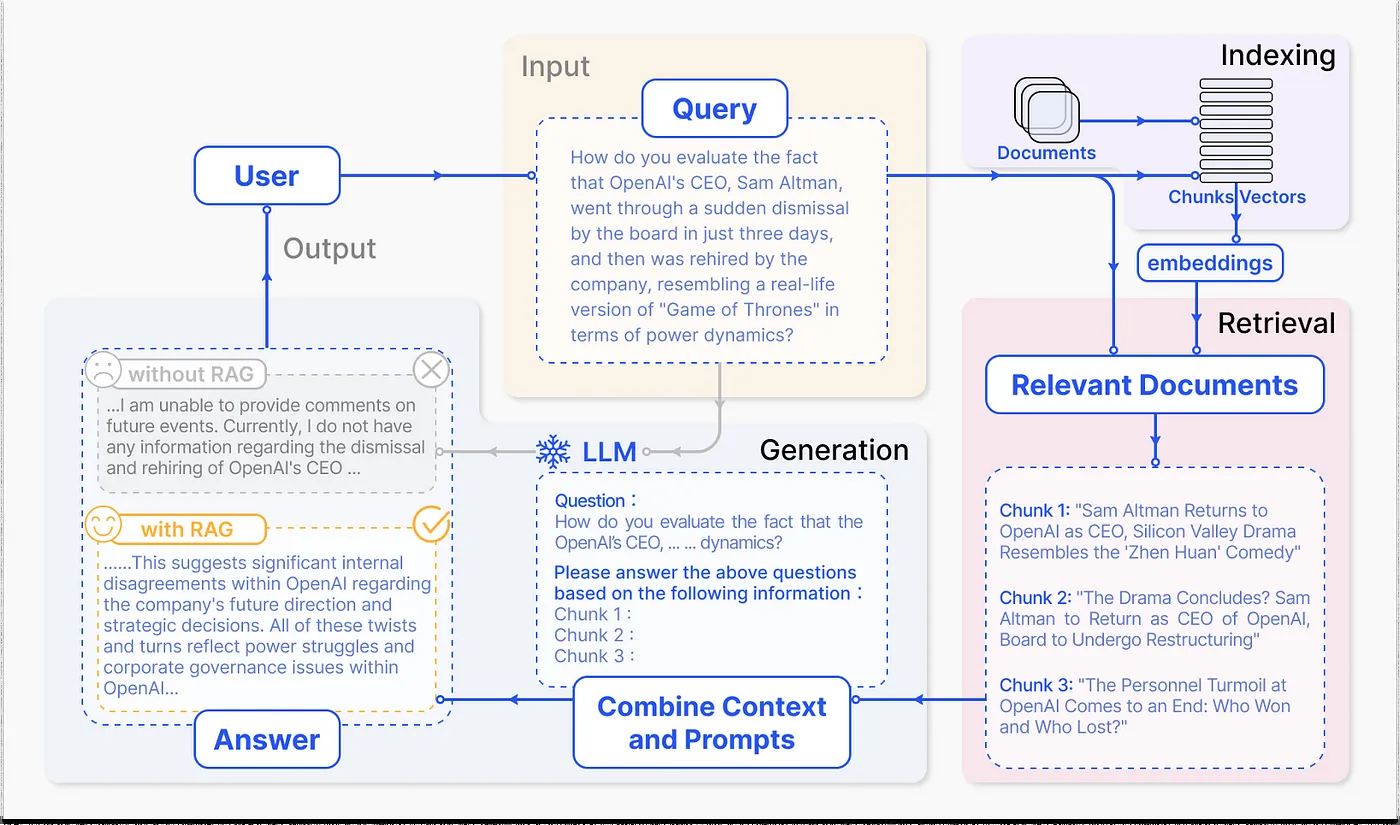 Input
Query
How do you evaluate the fact
that OpenAI's CEO, Sam Altman,
went through a sudden dismissal
by the board in just three days,
and then was rehired by the
company, resembling a real-life
version of "Game of Thrones" in
terms of power dynamics?
Indexing
Documents
Chunks Vectors
embeddings
User
Output
Retrieval
Relevant Documents
Chunk 1: "Sam Altman Returns to
OpenAI as CEO, Silicon Valley Drama
Resembles the 'Zhen Huan' Comedy"
Chunk 2: "The Drama Concludes? Sam
Altman to Return as CEO of OpenAI,
Board to Undergo Restructuring"
Chunk 3: "The Personnel Turmoil at
OpenAI Comes to an End: Who Won
and Who Lost?"
LLM
Generation
Question :
How do you evaluate the fact that the
OpenAI's CEO, ... ... dynamics?
Please answer the above questions
based on the following information :
Chunk 1 :
Chunk 2 :
Chunk 3 :
Combine Context
and Prompts
without RAG
...I am unable to provide comments on
future events. Currently, I do not have
any information regarding the dismissal
and rehiring of OpenAI's CEO ...
with RAG
......This suggests significant internal
disagreements within OpenAI regarding
the company's future direction and
strategic decisions. All of these twists
and turns reflect power struggles and
corporate governance issues within
OpenAI...
Answer